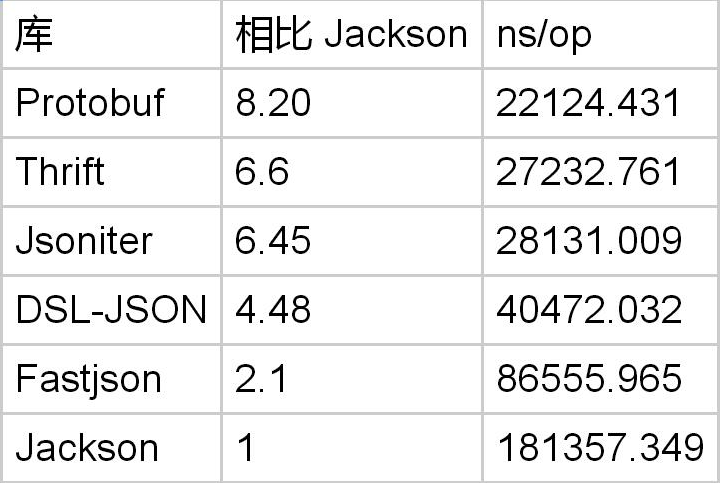 库 相比 Jackson ns/op
Protobuf 8.20 22124.431
Thrift 6.6 27232.761
Jsoniter 6.45 28131.009
DSL-JSON 4.48 40472.032
Fastjson 2.1 86555.965
Jackson 1 181357.349